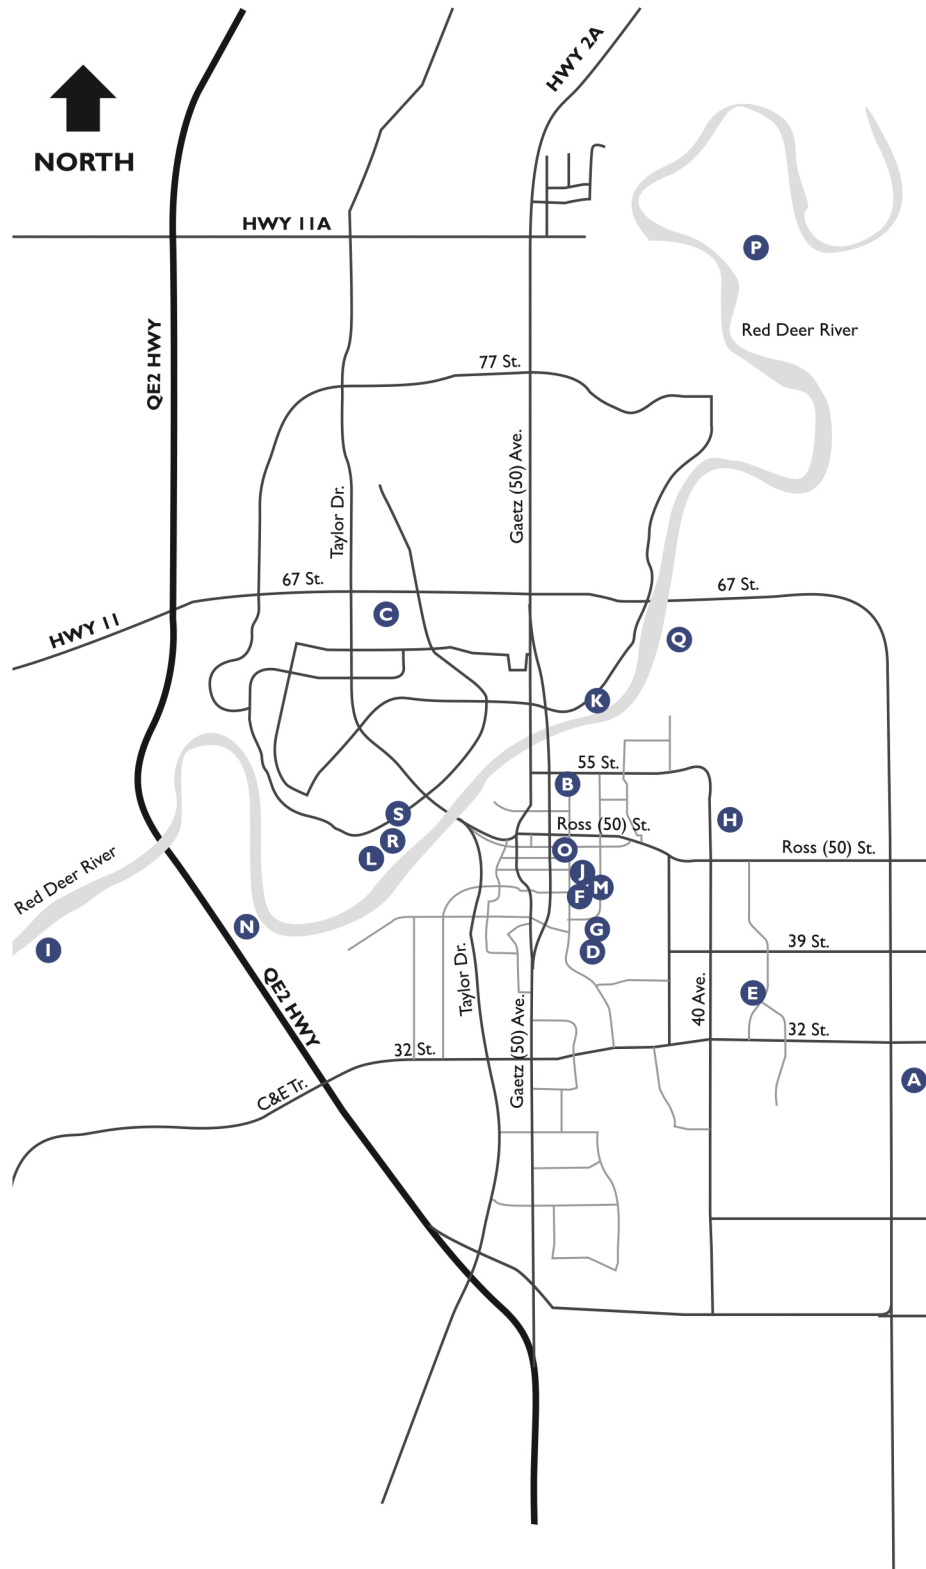 HWY 2A
NORTH
HWY 11A
P
Red Deer River
QE2 HWY
77 St.
Gaetz (50) Ave.
Taylor Dr.
67 St.
67 St.
C
HWY 11
Q
K
55 St.
B
S
Ross (50) St.
H
R
O
Ross (50) St.
L
Red Deer River
J
M
F
N
G
39 St.
I
D
Taylor Dr.
QE2 HWY
40 Ave.
E
Gaetz (50) Ave.
32 St.
32 St.
A
C&E Tr.